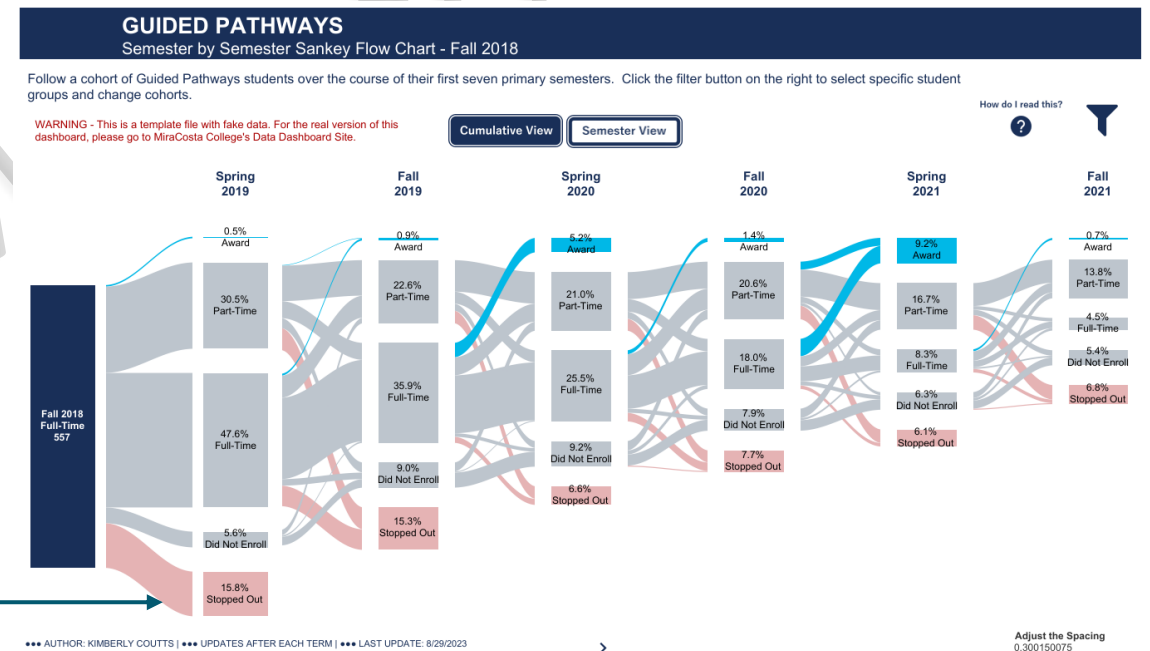 GUIDED PATHWAYS
Semester by Semester Sankey Flow Chart - Fall 2018
Follow a cohort of Guided Pathways students over the course of their first seven primary semesters. Click the filter button on the right to select specific student
groups and change cohorts.
How do I read this?
?
WARNING - This is a template file with fake data. For the real version of this
dashboard, please go to MiraCosta College's Data Dashboard Site.
Cumulative View
Semester View
Spring
2019
Fall
2019
Spring
2020
Fall
2020
Spring
2021
Fall
2021
Fall 2018
Full-Time
557
0.5%
Award
30.5%
Part-Time
47.6%
Full-Time
5.6%
Did Not Enroll
15.8%
Stopped Out
0.9%
Award
22.6%
Part-Time
35.9%
Full-Time
9.0%
Did Not Enroll
15.3%
Stopped Out
5.2%
Award
21.0%
Part-Time
25.5%
Full-Time
9.2%
Did Not Enroll
6.6%
Stopped Out
1.4%
Award
20.6%
Part-Time
18.0%
Full-Time
7.9%
Did Not Enroll
7.7%
Stopped Out
9.2%
Award
16.7%
Part-Time
8.3%
Full-Time
6.3%
Did Not Enroll
6.1%
Stopped Out
0.7%
Award
13.8%
Part-Time
4.5%
Full-Time
5.4%
Did Not Enroll
6.8%
Stopped Out
●●● AUTHOR: KIMBERLY COUTTS | ●●● UPDATES AFTER EACH TERM | ●●● LAST UPDATE: 8/29/2023
Adjust the Spacing
0.300150075